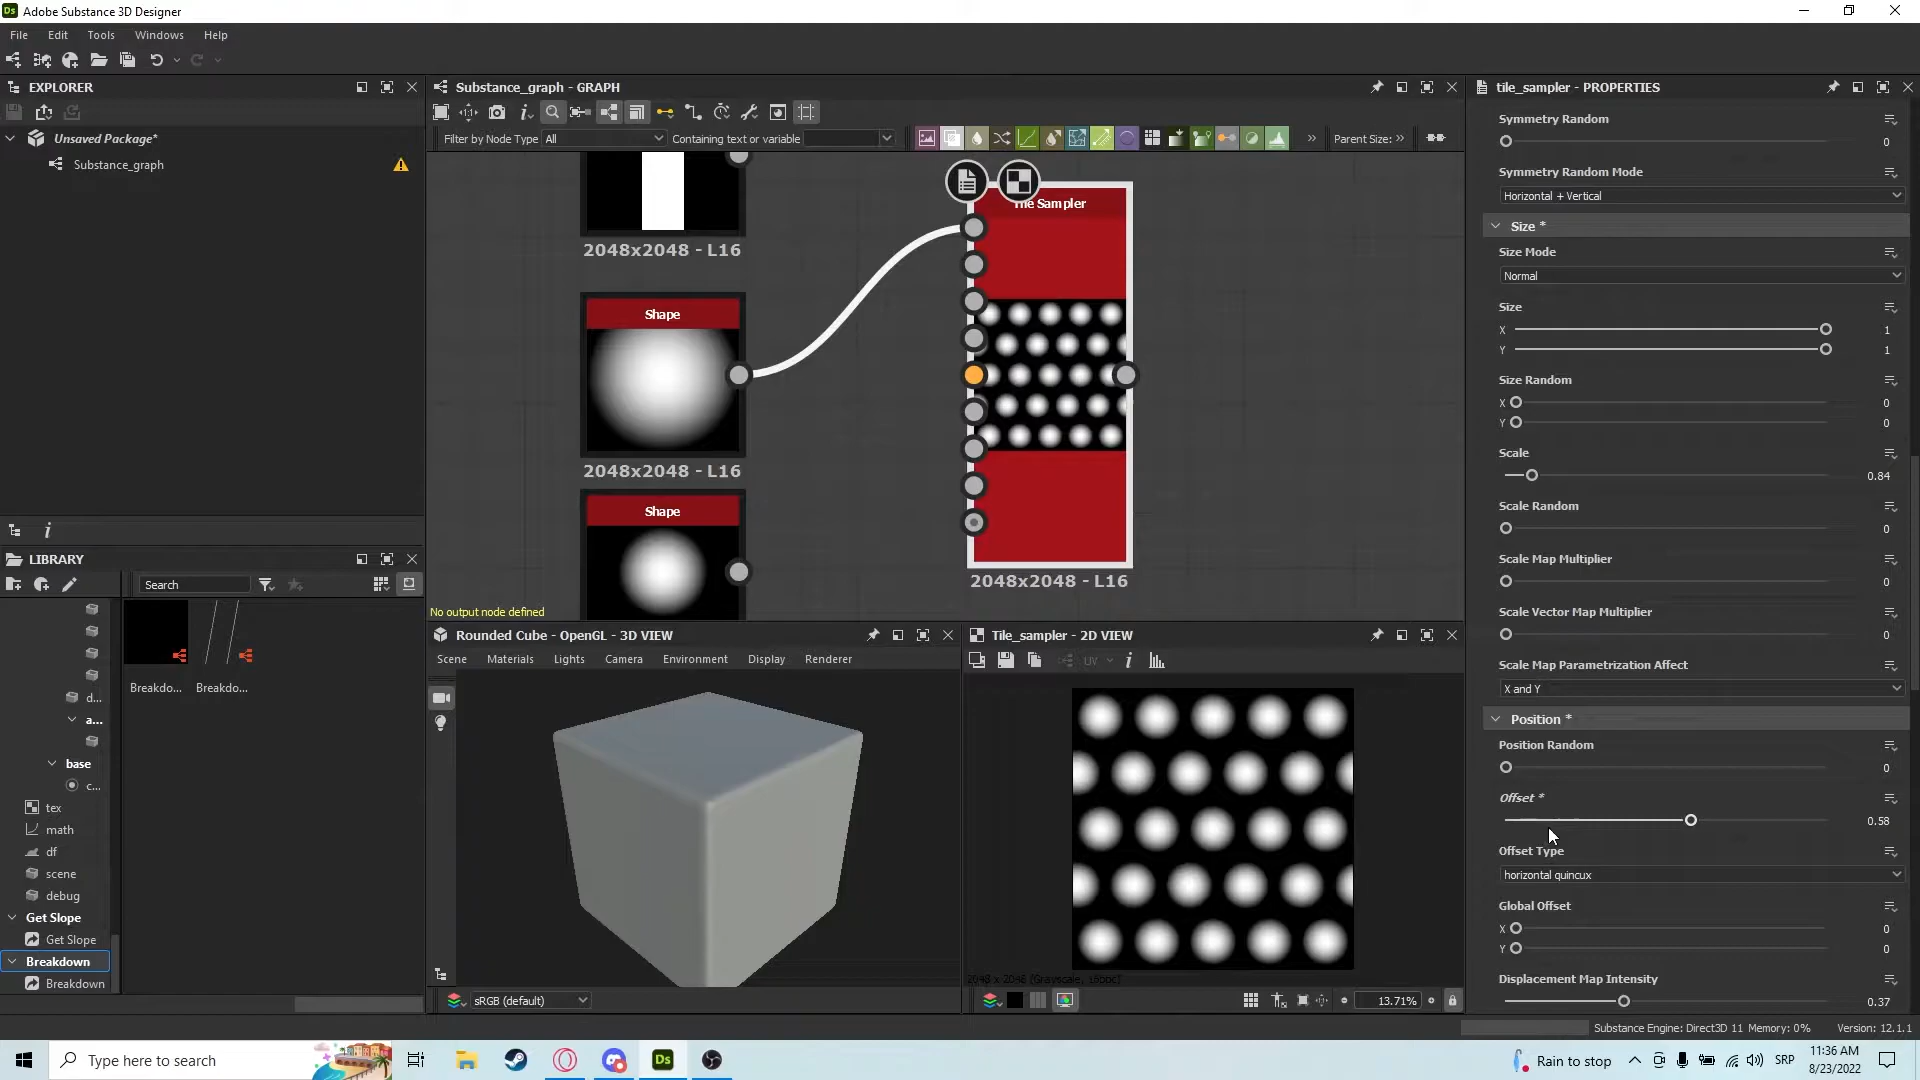 Adobe Substance 3D Designer
File Edit Tools Windows Help
EXPLORER
Unsaved Package*
Substance_graph
LIBRARY
Search
Breakdo...
Breakdo...
d...
a...
base
c...
tex
math
df
scene
debug
Get Slope
Get Slope
Breakdown
Breakdown
Substance_graph - GRAPH
Filter by Node Type All Containing text or variable
Parent Size:
2048x2048 - L16
Shape
2048x2048 - L16
Shape
Tile Sampler
2048x2048 - L16
No output node defined
Rounded Cube - OpenGL - 3D VIEW
Scene Materials Lights Camera Environment Display Renderer
sRGB (default)
Tile_sampler - 2D VIEW
UV
13.71%
tile_sampler - PROPERTIES
Symmetry Random
0
Symmetry Random Mode
Horizontal + Vertical
Size *
Size Mode
Normal
Size
X 1
Y 1
Size Random
X 0
Y 0
Scale
0.84
Scale Random
0
Scale Map Multiplier
0
Scale Vector Map Multiplier
0
Scale Map Parametrization Affect
X and Y
Position *
Position Random
0
Offset *
0.58
Offset Type
horizontal quincux
Global Offset
X 0
Y 0
Displacement Map Intensity
0.37
Substance Engine: Direct3D 11 Memory: 0% Version: 12.1.1
Type here to search
Ds
Rain to stop
SRP
11:36 AM
8/23/2022